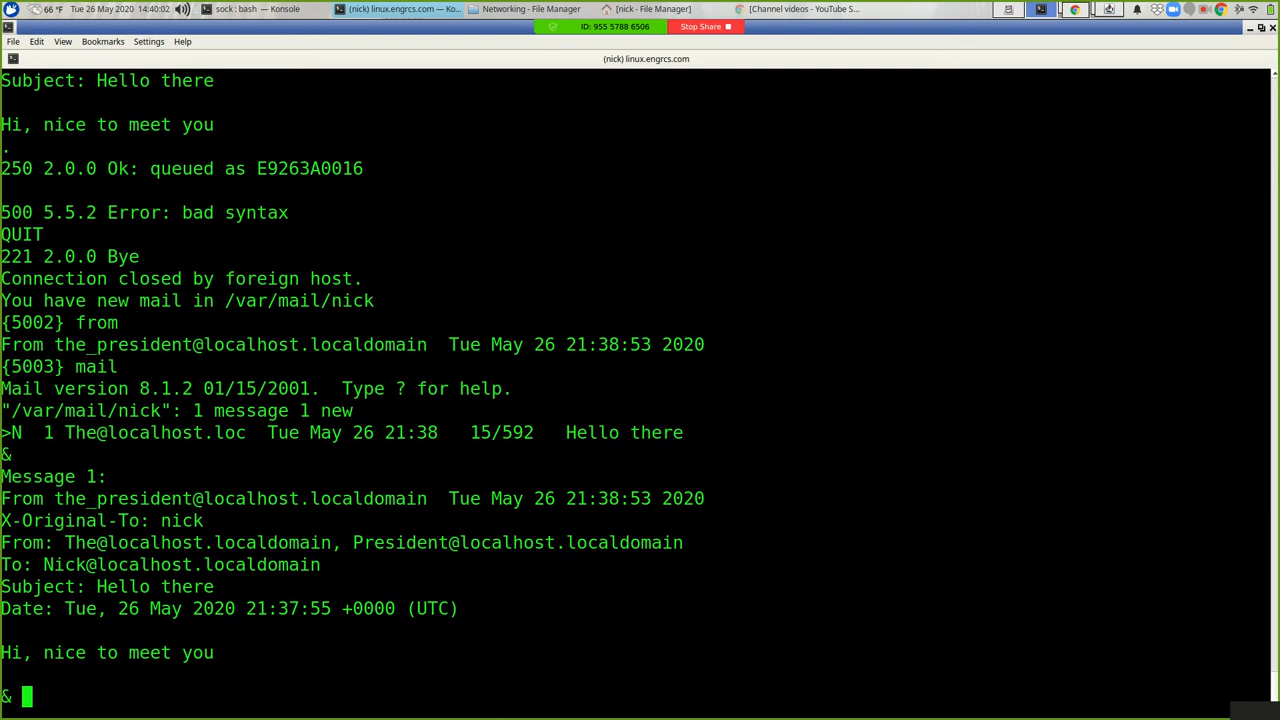 66 °F Tue 26 May 2020 14:40:02 sock : bash — Konsole (nick) linux.engrcs.com — Ko... Networking - File Manager [nick - File Manager] [Channel videos - YouTube S...
ID: 955 5788 6506 Stop Share
File Edit View Bookmarks Settings Help
(nick) linux.engrcs.com
Subject: Hello there
Hi, nice to meet you
.
250 2.0.0 Ok: queued as E9263A0016
500 5.5.2 Error: bad syntax
QUIT
221 2.0.0 Bye
Connection closed by foreign host.
You have new mail in /var/mail/nick
{5002} from
From the_president@localhost.localdomain  Tue May 26 21:38:53 2020
{5003} mail
Mail version 8.1.2 01/15/2001.  Type ? for help.
"/var/mail/nick": 1 message 1 new
>N  1 The@localhost.loc  Tue May 26 21:38   15/592   Hello there
&
Message 1:
From the_president@localhost.localdomain  Tue May 26 21:38:53 2020
X-Original-To: nick
From: The@localhost.localdomain, President@localhost.localdomain
To: Nick@localhost.localdomain
Subject: Hello there
Date: Tue, 26 May 2020 21:37:55 +0000 (UTC)
Hi, nice to meet you
&